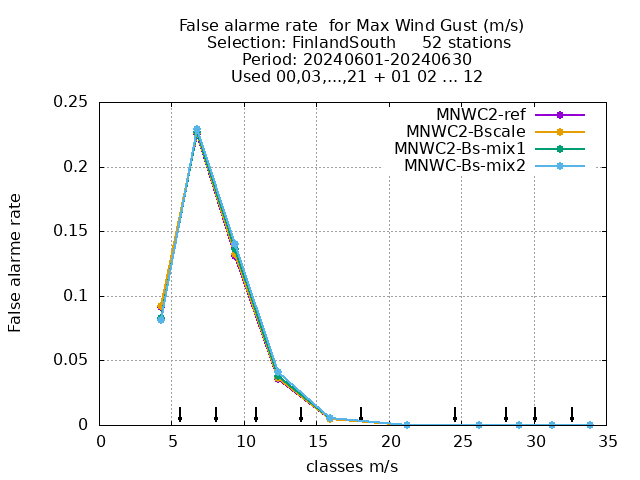 False alarme rate  for Max Wind Gust (m/s)
Selection: FinlandSouth     52 stations
Period: 20240601-20240630
Used 00,03,...,21 + 01 02 ... 12
MNWC2-ref
MNWC2-Bscale
MNWC2-Bs-mix1
MNWC-Bs-mix2
False alarme rate
0.25
0.2
0.15
0.1
0.05
0
0 5 10 15 20 25 30 35
classes m/s